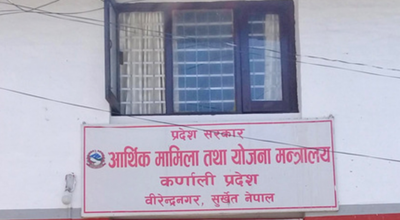 प्रदेश सरकार
आर्थिक मामिला तथा योजना मन्त्रालय
कर्णाली प्रदेश
वीरेन्द्रनगर, सुर्खेत नेपाल